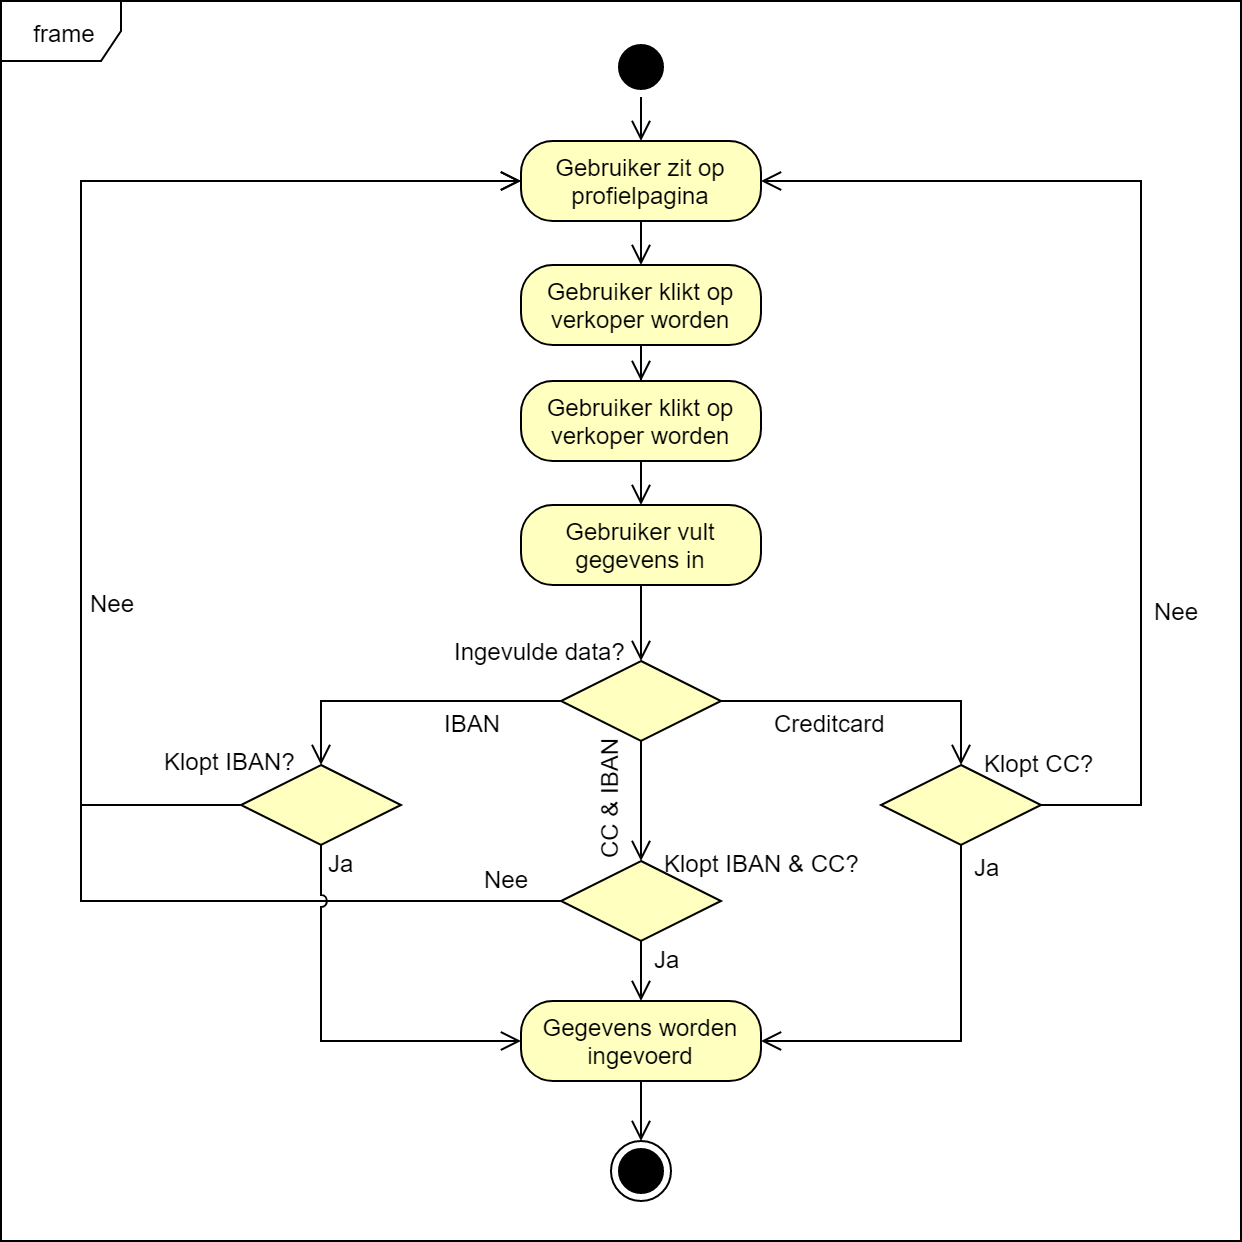 frame
Gebruiker zit op
profielpagina
Gebruiker klikt op
verkoper worden
Gebruiker klikt op
verkoper worden
Gebruiker vult
gegevens in
Nee
Nee
Ingevulde data?
IBAN
Creditcard
CC & IBAN
Klopt IBAN?
Klopt CC?
Ja
Klopt IBAN & CC?
Ja
Nee
Ja
Gegevens worden
ingevoerd